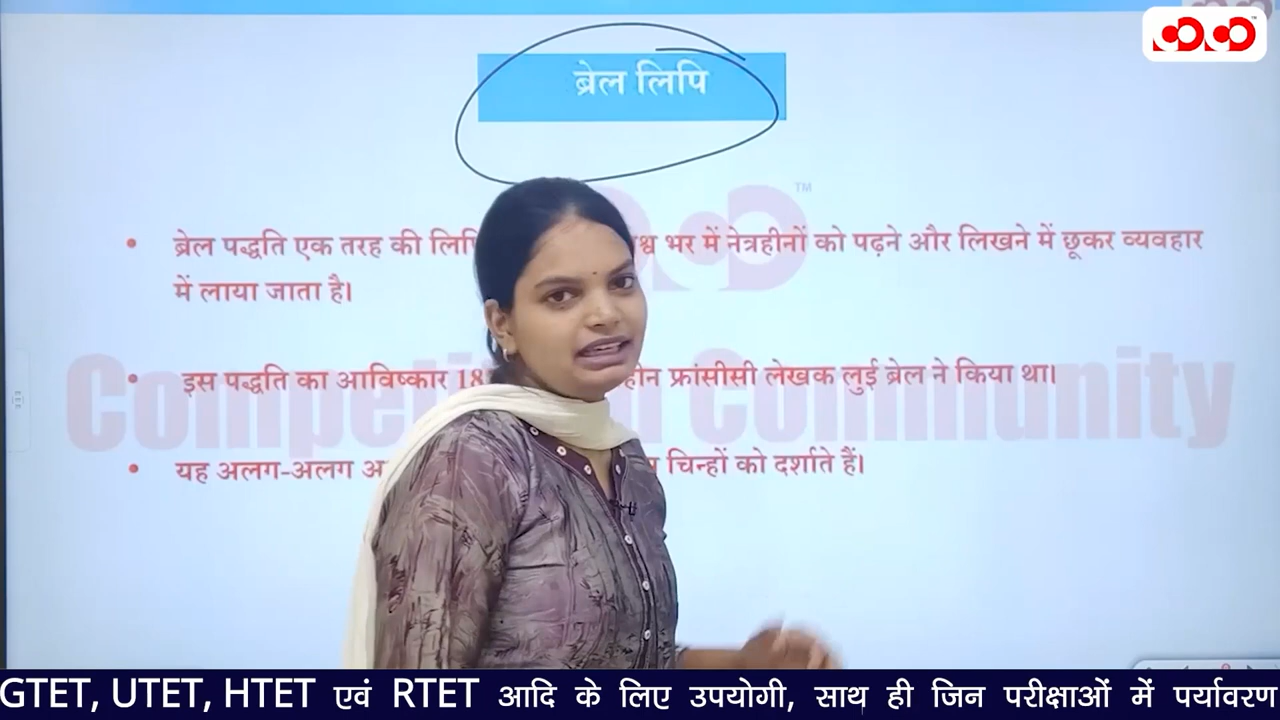 ब्रेल लिपि
TM
ब्रेल पद्धति एक तरह की भर में नेत्रहीनों को पढ़ने और लिखने में छूकर व्यवहार
में लाया जाता है।
इस पद्धति का आविष्कार फ्रांसीसी लेखक लुई ब्रेल ने किया था।
Community
यह अलग-अलग चिन्हों को दर्शाते हैं।
GTET, UTET, HTET एवं RTET आदि के लिए उपयोगी, साथ ही जिन परीक्षाओं में पर्यावरण